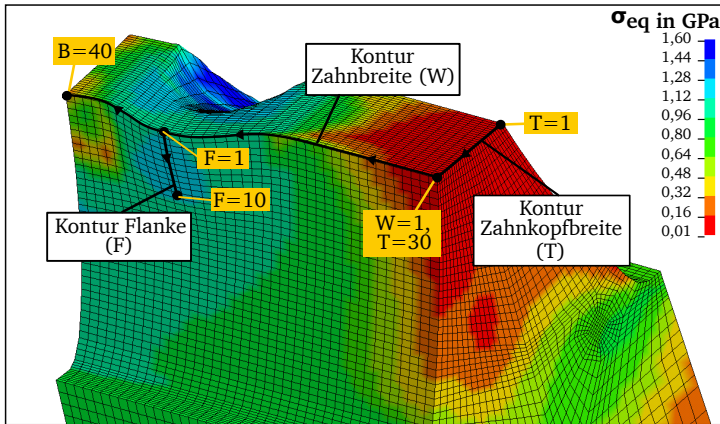 σeq in GPa
1,60
1,44
1,28
1,12
0,96
0,80
0,64
0,48
0,32
0,16
0,01
B=40
Kontur
Zahnbreite (W)
T=1
F=1
F=10
Kontur Flanke
(F)
W=1,
T=30
Kontur
Zahnkopfbreite
(T)